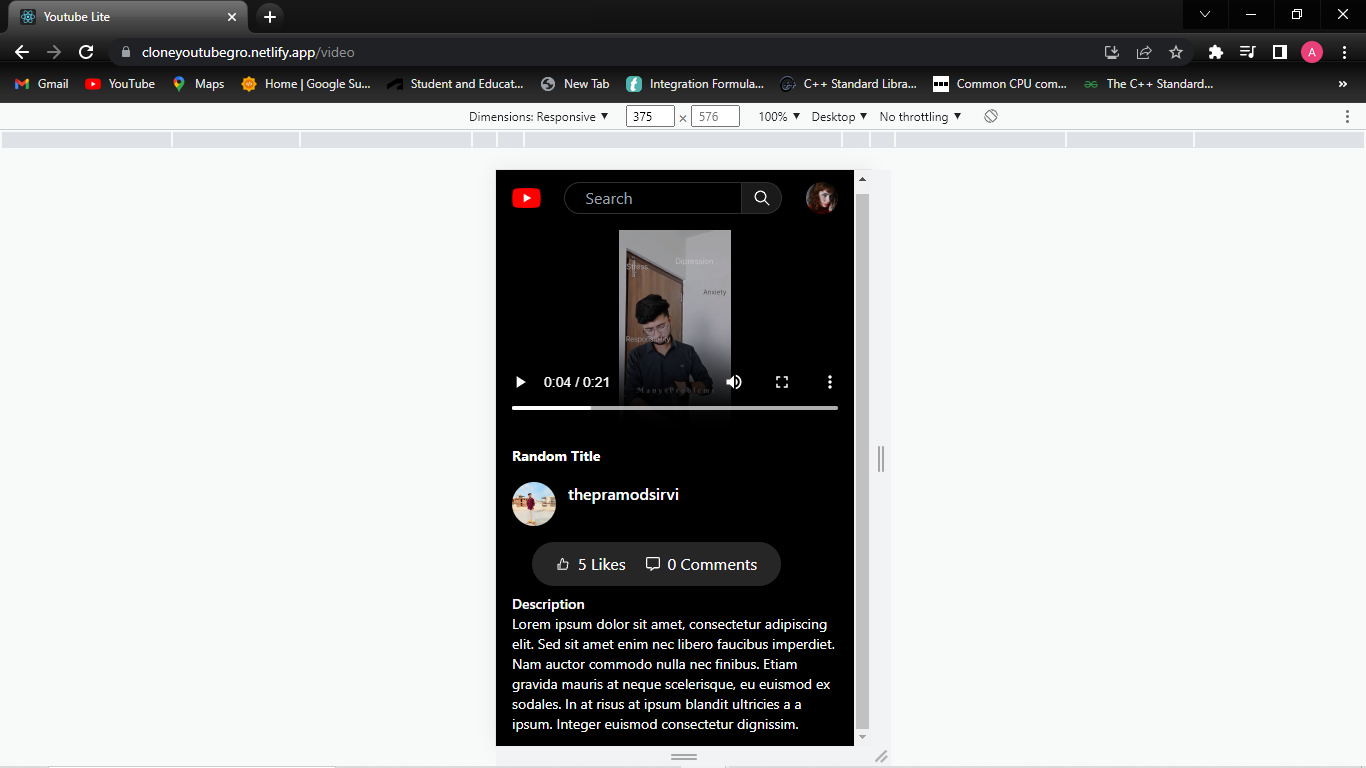 Youtube Lite
cloneyoutubegro.netlify.app/video
A
Gmail YouTube Maps Home | Google Su... Student and Educat... New Tab Integration Formula... C++ Standard Libra... Common CPU com... The C++ Standard... »
Dimensions: Responsive ▼ 375 × 576 100% ▼ Desktop ▼ No throttling ▼
Search
Stress
Depression
Anxiety
Responsibility
Many Problems
0:04 / 0:21
Random Title
thepramodsirvi
5 Likes 0 Comments
Description
Lorem ipsum dolor sit amet, consectetur adipiscing
elit. Sed sit amet enim nec libero faucibus imperdiet.
Nam auctor commodo nulla nec finibus. Etiam
gravida mauris at neque scelerisque, eu euismod ex
sodales. In at risus at ipsum blandit ultricies a a
ipsum. Integer euismod consectetur dignissim.